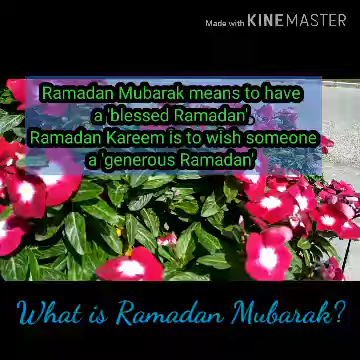 Made with KINEMASTER
Ramadan Mubarak means to have
a 'blessed Ramadan',
Ramadan Kareem is to wish someone
a 'generous Ramadan'
What is Ramadan Mubarak?